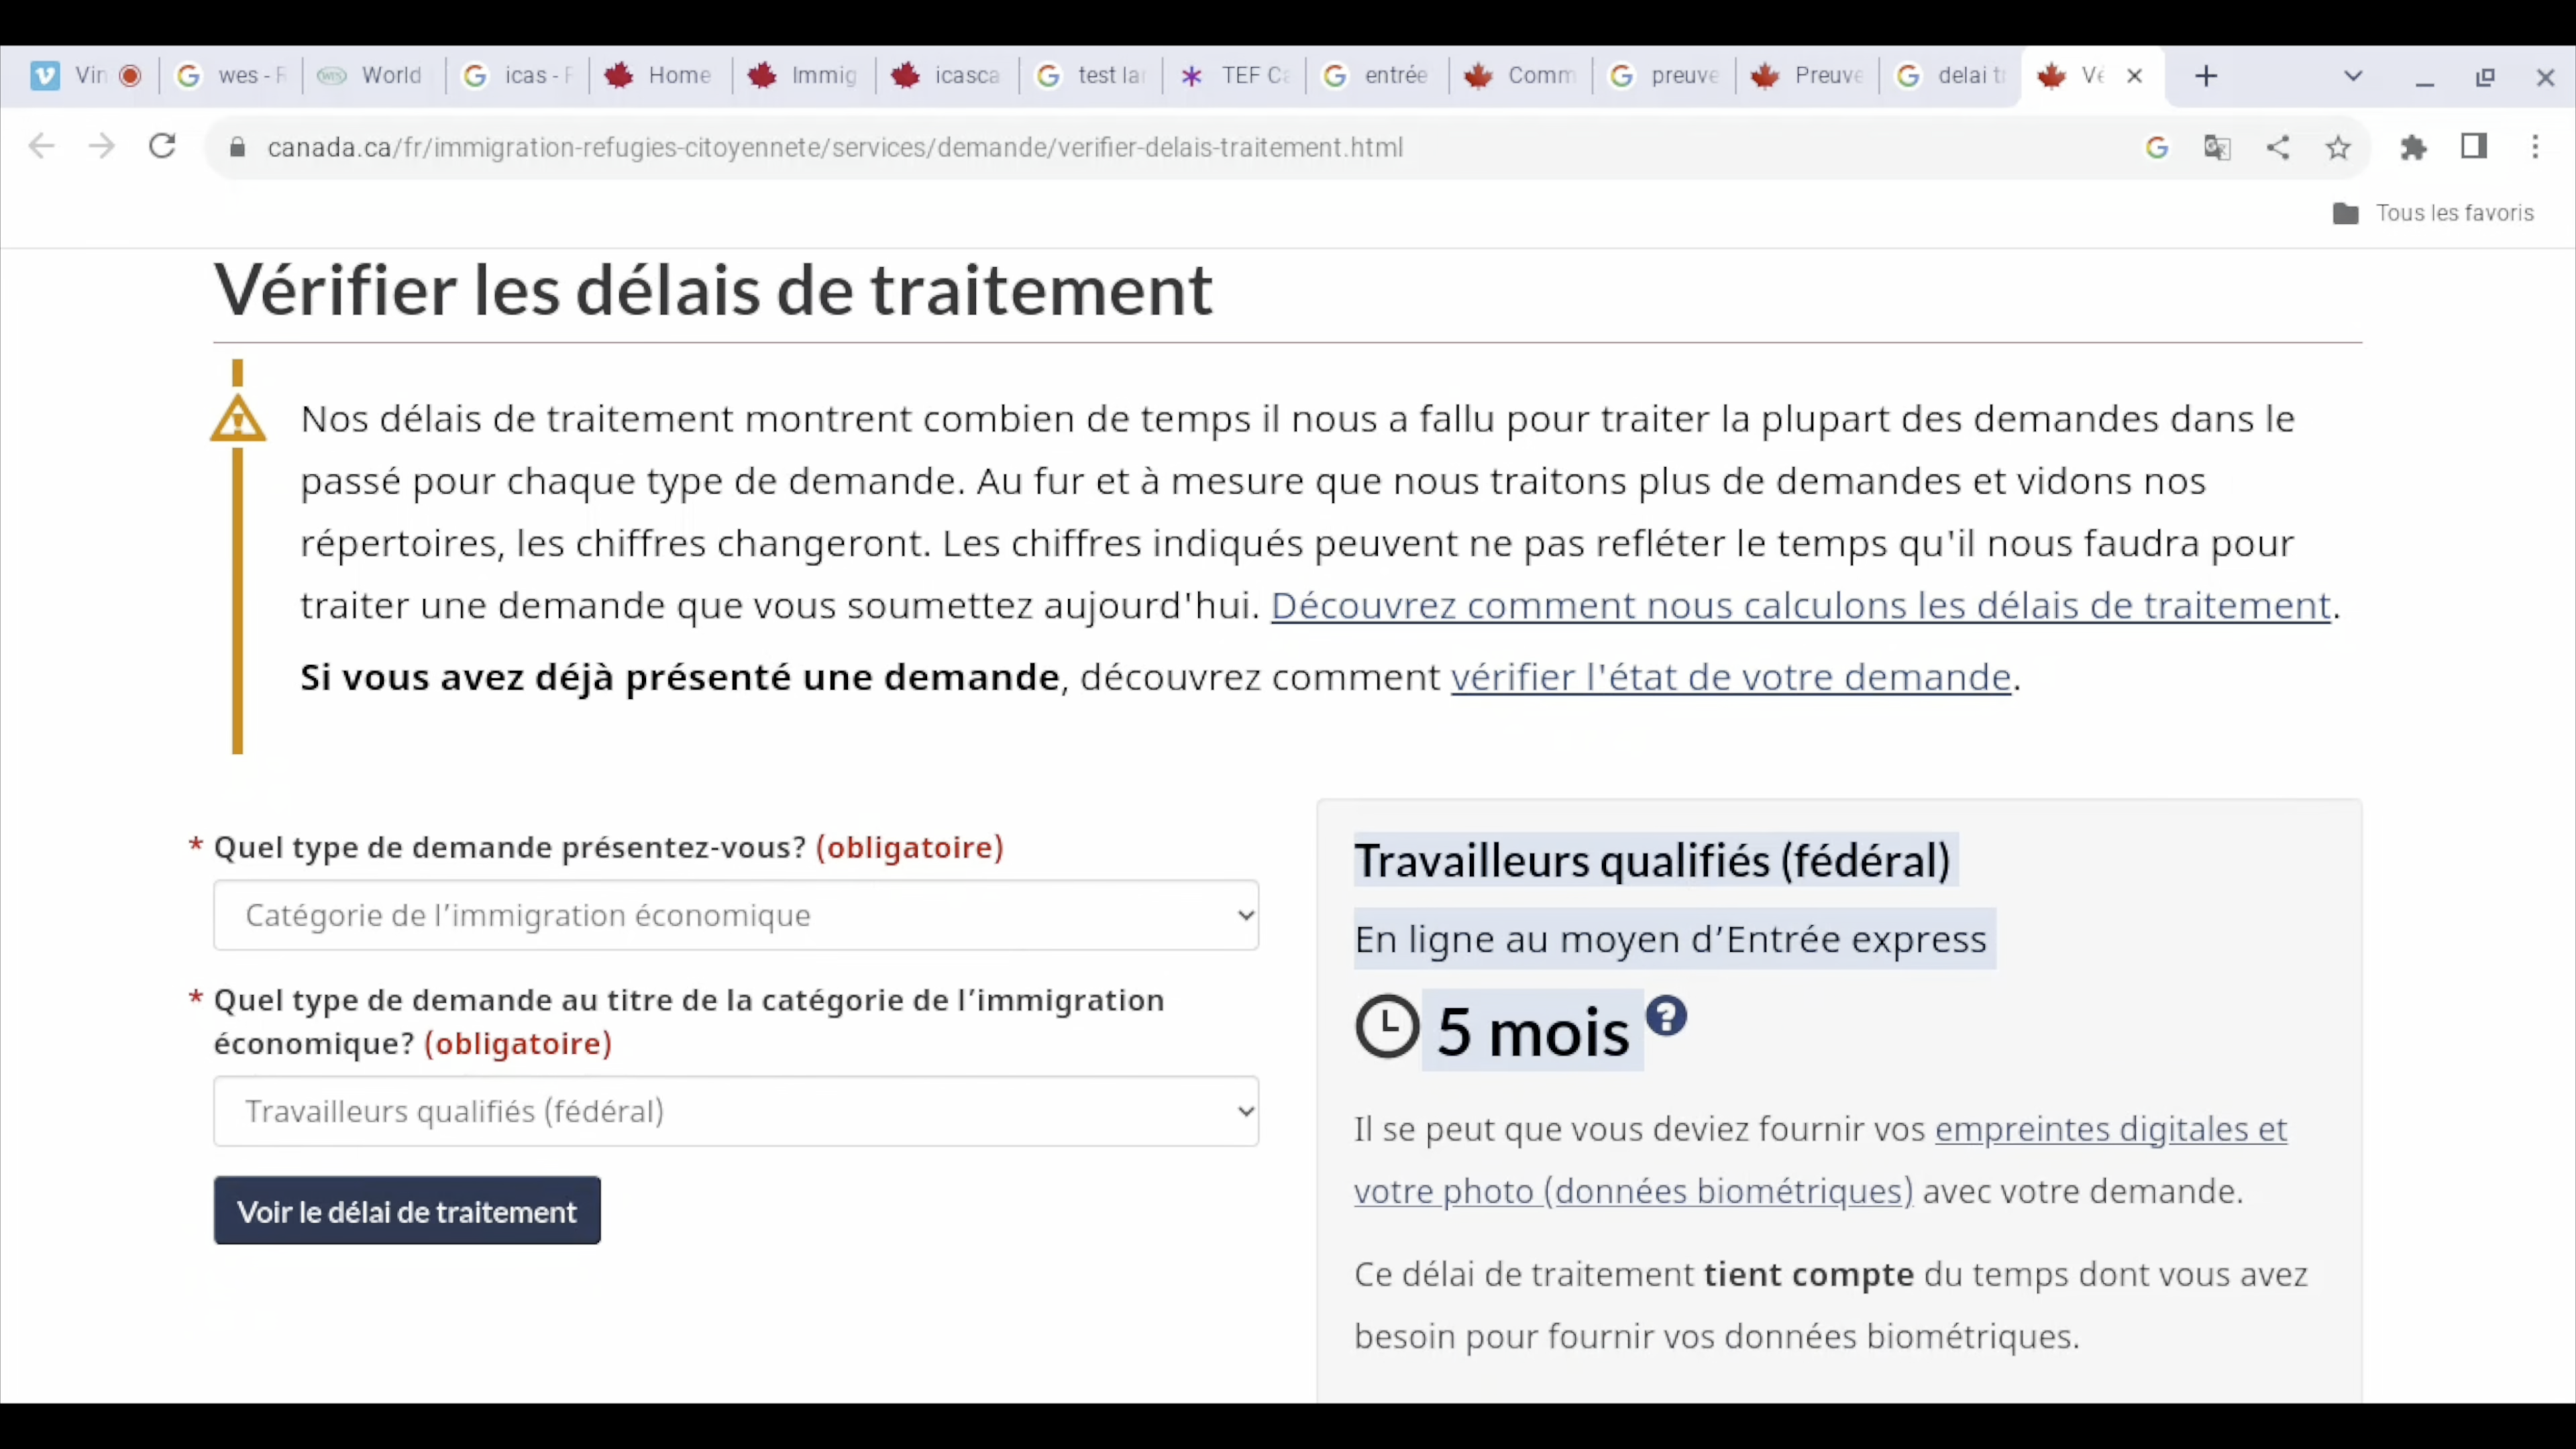 Vin
wes - R
World
icas - F
Home
Immig
icasca
test la
TEF Ca
entrée
Comm
preuve
Preuve
delai t
Vé
canada.ca/fr/immigration-refugies-citoyennete/services/demande/verifier-delais-traitement.html
Tous les favoris
Vérifier les délais de traitement
Nos délais de traitement montrent combien de temps il nous a fallu pour traiter la plupart des demandes dans le
passé pour chaque type de demande. Au fur et à mesure que nous traitons plus de demandes et vidons nos
répertoires, les chiffres changeront. Les chiffres indiqués peuvent ne pas refléter le temps qu'il nous faudra pour
traiter une demande que vous soumettez aujourd'hui. Découvrez comment nous calculons les délais de traitement.
Si vous avez déjà présenté une demande, découvrez comment vérifier l'état de votre demande.
* Quel type de demande présentez-vous? (obligatoire)
Catégorie de l’immigration économique
* Quel type de demande au titre de la catégorie de l’immigration
économique? (obligatoire)
Travailleurs qualifiés (fédéral)
Voir le délai de traitement
Travailleurs qualifiés (fédéral)
En ligne au moyen d’Entrée express
5 mois ?
Il se peut que vous deviez fournir vos empreintes digitales et
votre photo (données biométriques) avec votre demande.
Ce délai de traitement tient compte du temps dont vous avez
besoin pour fournir vos données biométriques.